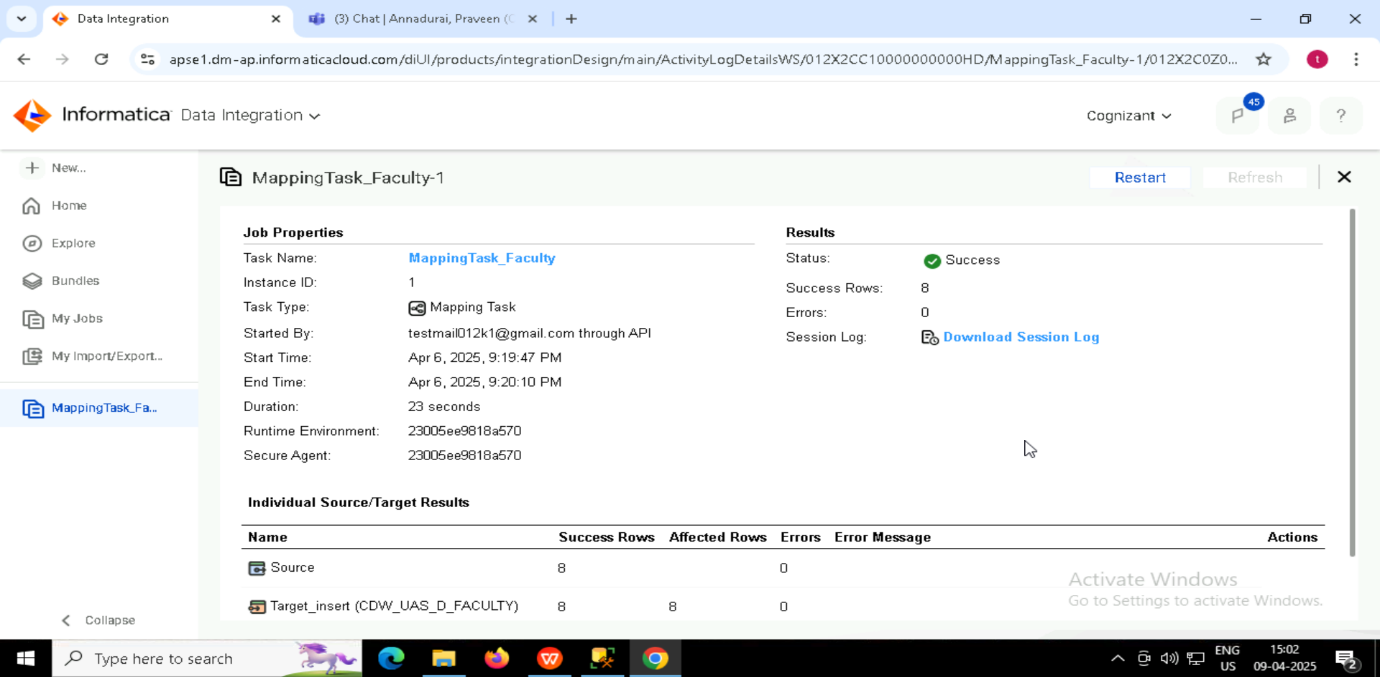 Data Integration
(3) Chat | Annadurai, Praveen (C
apse1.dm-ap.informaticacloud.com/diUI/products/integrationDesign/main/ActivityLogDetailsWS/012X2CC10000000000HD/MappingTask_Faculty-1/012X2C0Z0...
t
Informatica Data Integration
Cognizant
45
?
New...
Home
Explore
Bundles
My Jobs
My Import/Export...
MappingTask_Fa...
Collapse
MappingTask_Faculty-1
Restart
Refresh
Job Properties
Task Name: MappingTask_Faculty
Instance ID: 1
Task Type: Mapping Task
Started By: testmail012k1@gmail.com through API
Start Time: Apr 6, 2025, 9:19:47 PM
End Time: Apr 6, 2025, 9:20:10 PM
Duration: 23 seconds
Runtime Environment: 23005ee9818a570
Secure Agent: 23005ee9818a570
Results
Status: Success
Success Rows: 8
Errors: 0
Session Log: Download Session Log
Individual Source/Target Results
Name Success Rows Affected Rows Errors Error Message Actions
Source 8 0
Target_insert (CDW_UAS_D_FACULTY) 8 8 0
Activate Windows
Go to Settings to activate Windows.
Type here to search
ENG
US
15:02
09-04-2025
2